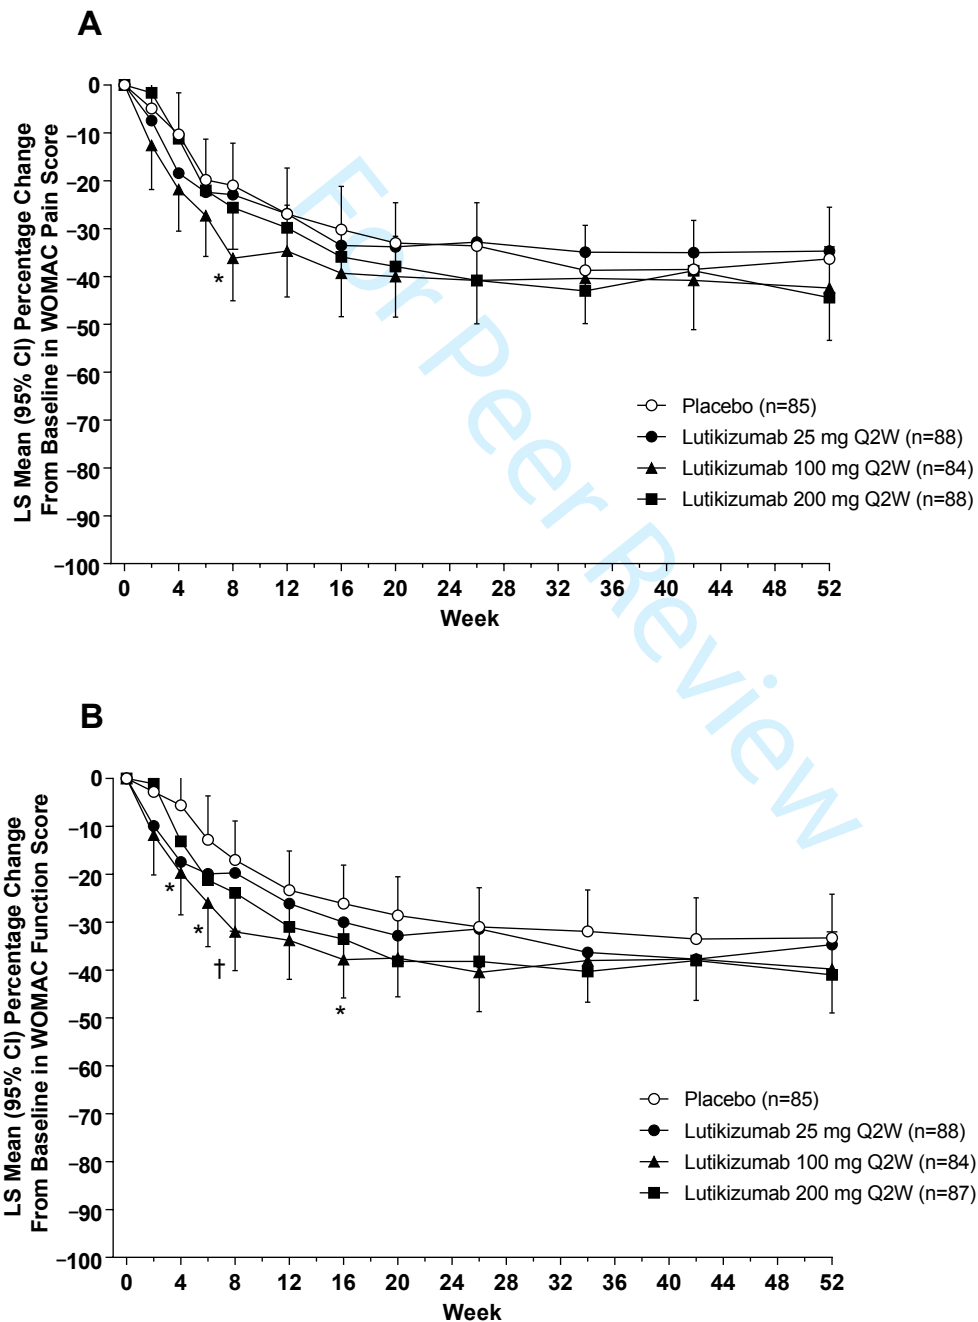 A
LS Mean (95% CI) Percentage Change
From Baseline in WOMAC Pain Score
0
−10
−20
−30
−40
−50
−60
−70
−80
−90
−100
*
Placebo (n=85)
Lutikizumab 25 mg Q2W (n=88)
Lutikizumab 100 mg Q2W (n=84)
Lutikizumab 200 mg Q2W (n=88)
0 4 8 12 16 20 24 28 32 36 40 44 48 52
Week
For Peer Review
B
LS Mean (95% CI) Percentage Change
From Baseline in WOMAC Function Score
0
−10
−20
−30
−40
−50
−60
−70
−80
−90
−100
*
*
†
*
Placebo (n=85)
Lutikizumab 25 mg Q2W (n=88)
Lutikizumab 100 mg Q2W (n=84)
Lutikizumab 200 mg Q2W (n=87)
0 4 8 12 16 20 24 28 32 36 40 44 48 52
Week